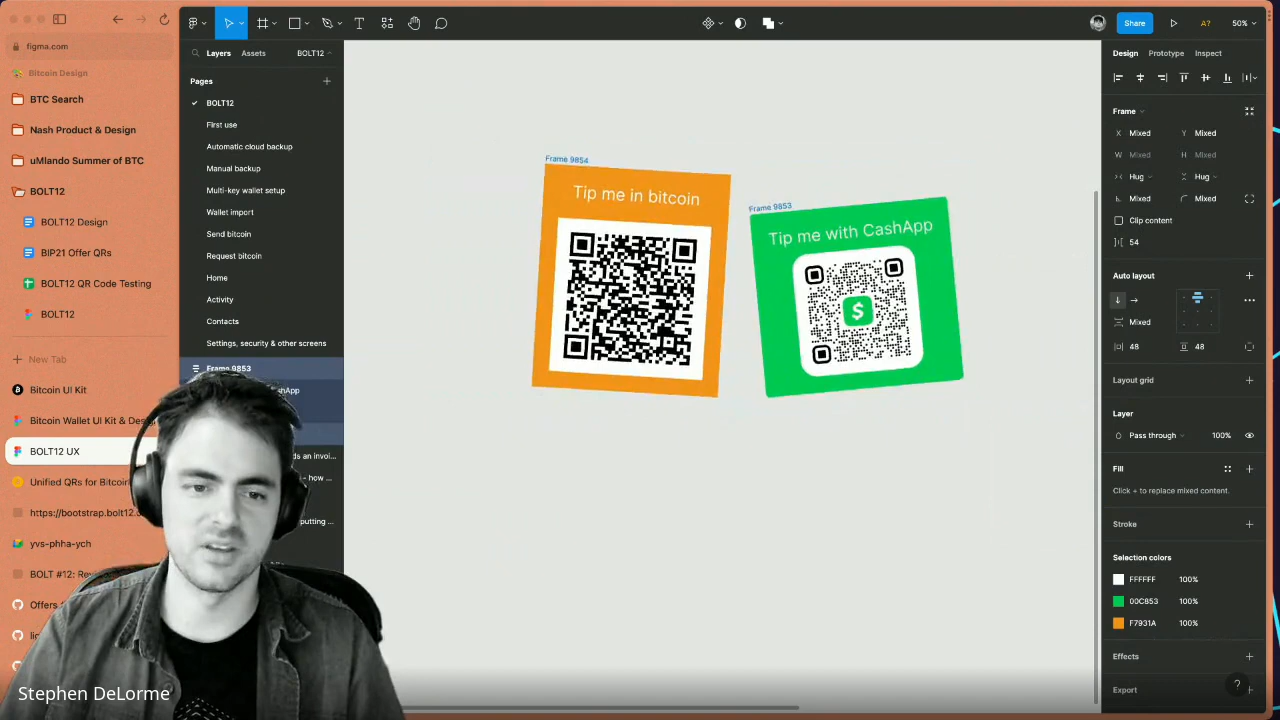 figma.com
Bitcoin Design
BTC Search
Nash Product & Design
uMlando Summer of BTC
BOLT12
BOLT12 Design
BIP21 Offer QRs
BOLT12 QR Code Testing
BOLT12
New Tab
Bitcoin UI Kit
Bitcoin Wallet UI Kit & Desig
BOLT12 UX
Unified QRs for Bitcoin
https://bootstrap.bolt12.o
yvs-phha-ych
BOLT #12:
Offers
Layers
Assets
BOLT12
Pages
BOLT12
First use
Automatic cloud backup
Manual backup
Multi-key wallet setup
Wallet import
Send bitcoin
Request bitcoin
Home
Activity
Contacts
Settings, security & other screens
Frame 9853
shApp
ds an invoi...
- how ...
putting ...
Frame 9854
Tip me in bitcoin
Frame 9853
Tip me with CashApp
$
Share
A?
50%
Design
Prototype
Inspect
Frame
X Mixed
Y Mixed
W Mixed
H Mixed
Hug
Hug
Mixed
Mixed
Clip content
54
Auto layout
Mixed
48
48
Layout grid
Layer
Pass through
100%
Fill
Click + to replace mixed content.
Stroke
Selection colors
FFFFFF 100%
00C853 100%
F7931A 100%
Effects
Export
?
Stephen DeLorme